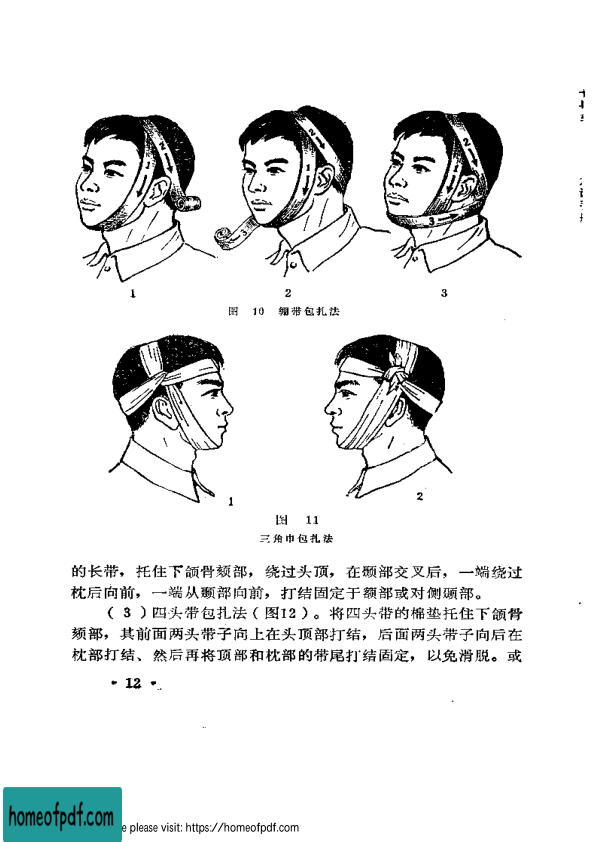 1 2 3
图 10 绷带包扎法
1 2
图 11
三角巾包扎法
的长带，托住下颌骨颏部，绕过头顶，在颞部交叉后，一端绕过
枕后向前，一端从颞部向前，打结固定于额部或对侧颞部。
（3）四头带包扎法（图12）。将四头带的棉垫托住下颌骨
颏部，其前面两头带子向上在头顶部打结，后面两头带子向后在
枕部打结、然后再将顶部和枕部的带尾打结固定，以免滑脱。或
• 12 •
homeofpdf.com
e please visit: https://homeofpdf.com